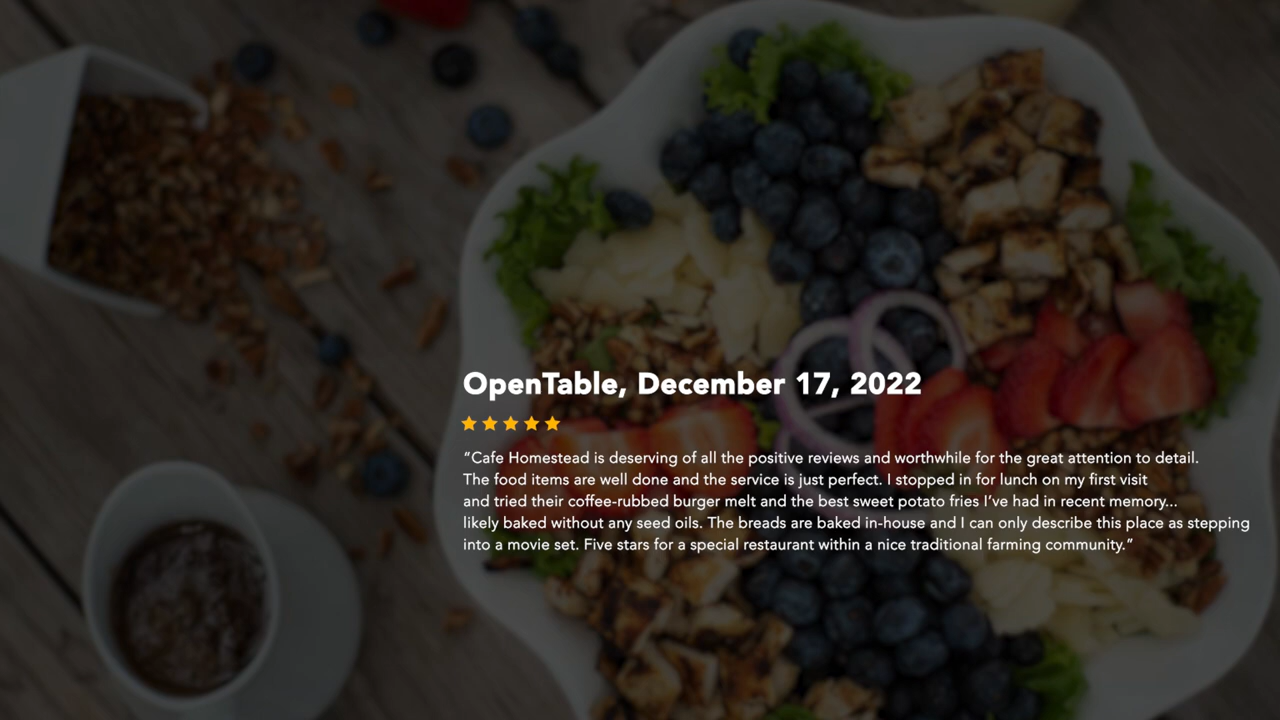 OpenTable, December 17, 2022
“Cafe Homestead is deserving of all the positive reviews and worthwhile for the great attention to detail.
The food items are well done and the service is just perfect. I stopped in for lunch on my first visit
and tried their coffee-rubbed burger melt and the best sweet potato fries I’ve had in recent memory...
likely baked without any seed oils. The breads are baked in-house and I can only describe this place as stepping
into a movie set. Five stars for a special restaurant within a nice traditional farming community.”